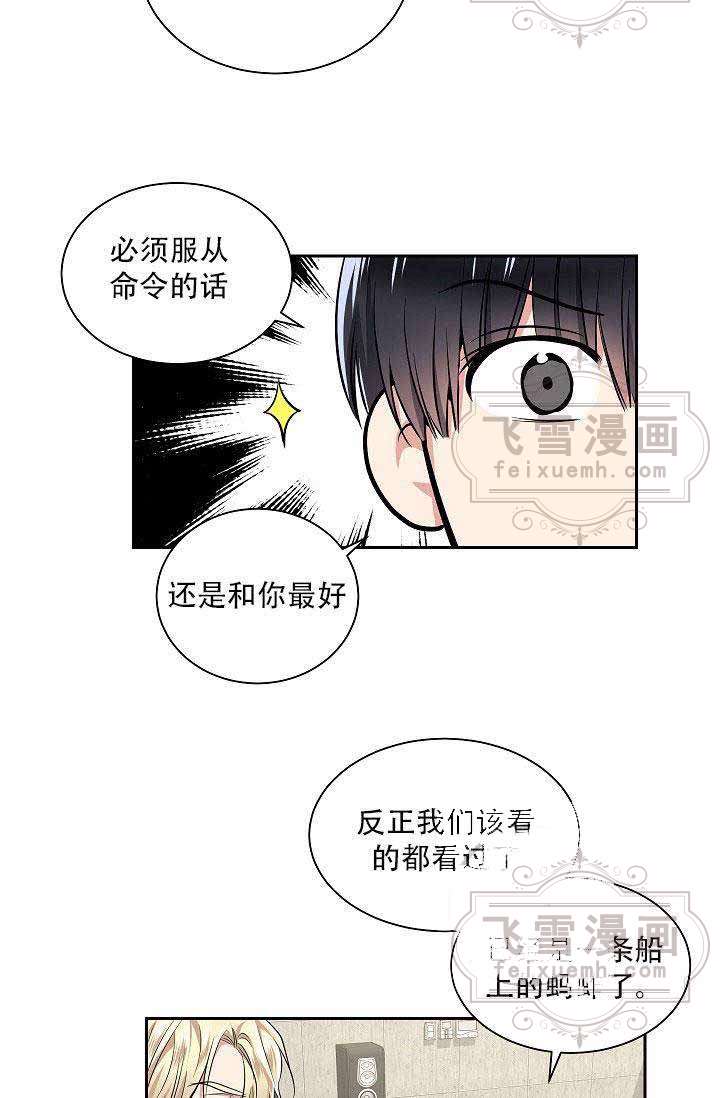 必须服从
命令的话
飞雪漫画
feixuemh.com
还是和你最好
反正我们该看
的都看过了
飞雪漫画
feixuemh.com
条船
上的蚂 了。